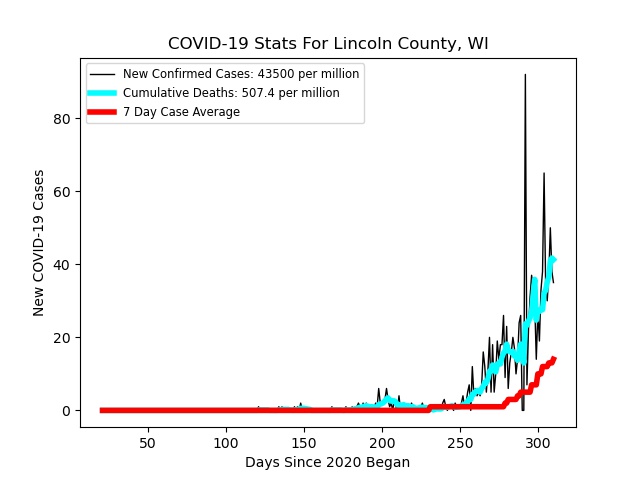 COVID-19 Stats For Lincoln County, WI
New Confirmed Cases: 43500 per million
Cumulative Deaths: 507.4 per million
7 Day Case Average
New COVID-19 Cases
80
60
40
20
0
50 100 150 200 250 300
Days Since 2020 Began